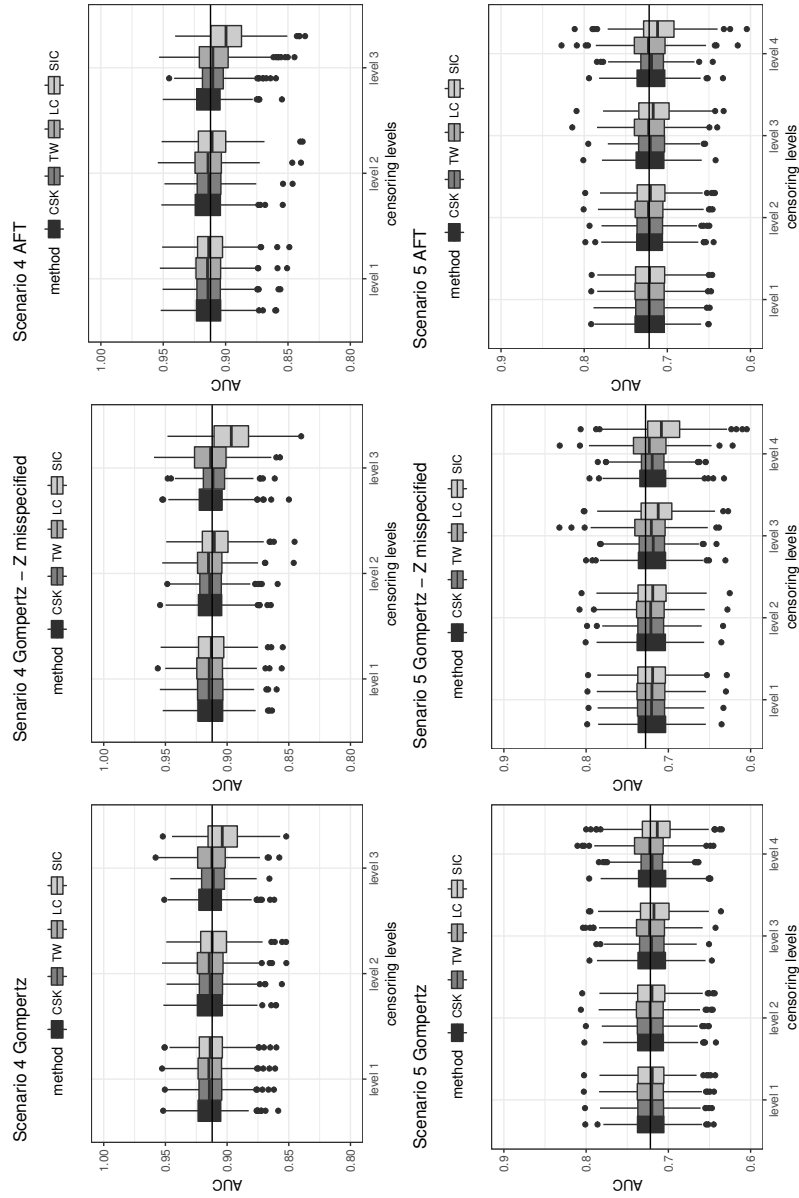 Scenario 4 Gompertz
method CSK TW LC SIC
AUC
1.00
0.95
0.90
0.85
0.80
level 1
level 2
level 3
censoring levels
Senario 4 Gompertz – Z misspecified
method CSK TW LC SIC
AUC
1.00
0.95
0.90
0.85
0.80
level 1
level 2
level 3
censoring levels
Scenario 4 AFT
method CSK TW LC SIC
AUC
1.00
0.95
0.90
0.85
0.80
level 1
level 2
level 3
censoring levels
Scenario 5 Gompertz
method CSK TW LC SIC
AUC
0.9
0.8
0.7
0.6
level 1
level 2
level 3
level 4
censoring levels
Senario 5 Gompertz – Z misspecified
method CSK TW LC SIC
AUC
0.9
0.8
0.7
0.6
level 1
level 2
level 3
level 4
censoring levels
Scenario 5 AFT
method CSK TW LC SIC
AUC
0.9
0.8
0.7
0.6
level 1
level 2
level 3
level 4
censoring levels